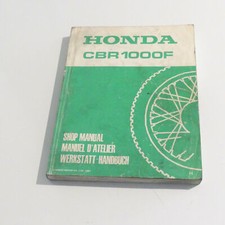 HONDA
CBR1000F
SHOP MANUAL
MANUEL D'ATELIER
WERKSTATT-HANDBUCH